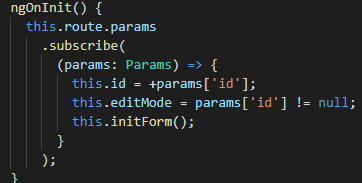 ngOnInit() {
this.route.params
.subscribe(
(params: Params) => {
this.id = +params['id'];
this.editMode = params['id'] != null;
this.initForm();
}
);
}